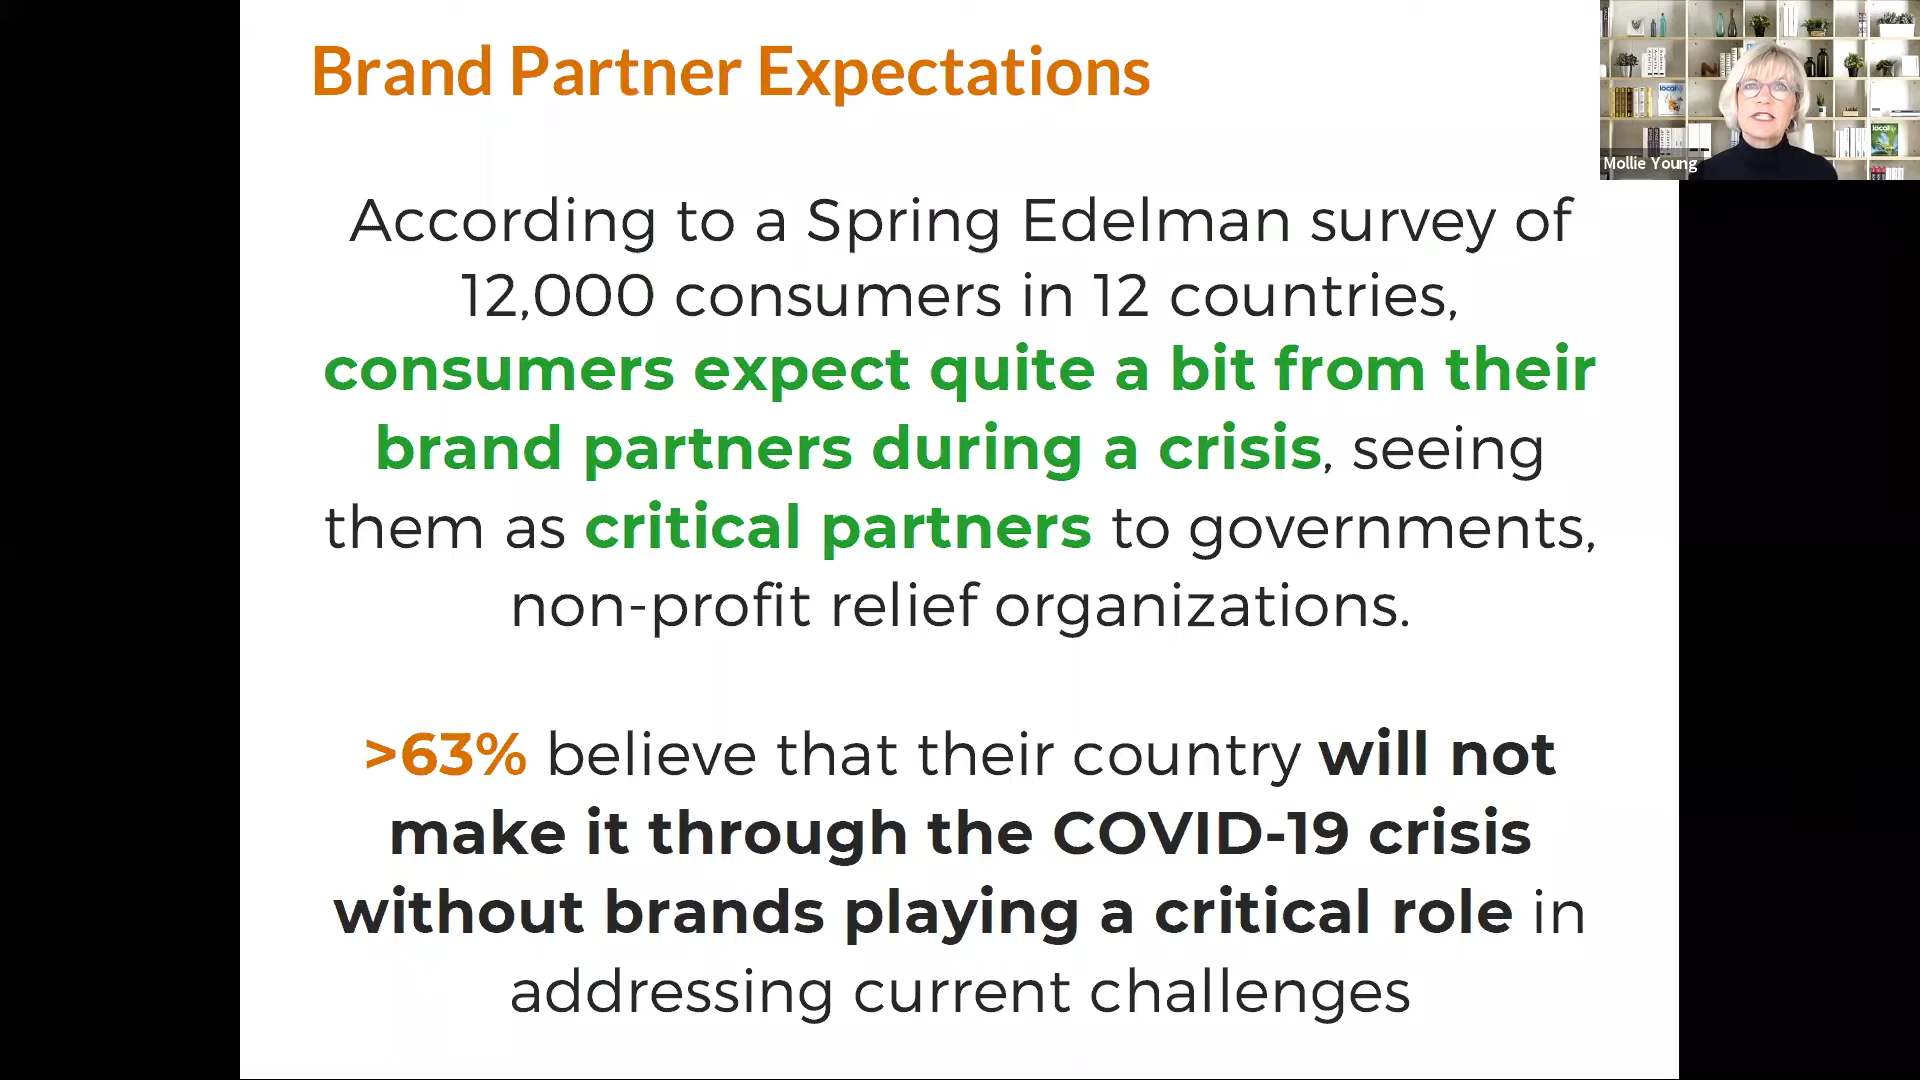 Brand Partner Expectations
According to a Spring Edelman survey of
12,000 consumers in 12 countries,
consumers expect quite a bit from their
brand partners during a crisis, seeing
them as critical partners to governments,
non-profit relief organizations.
>63% believe that their country will not
make it through the COVID-19 crisis
without brands playing a critical role in
addressing current challenges
local
local
Mollie Young